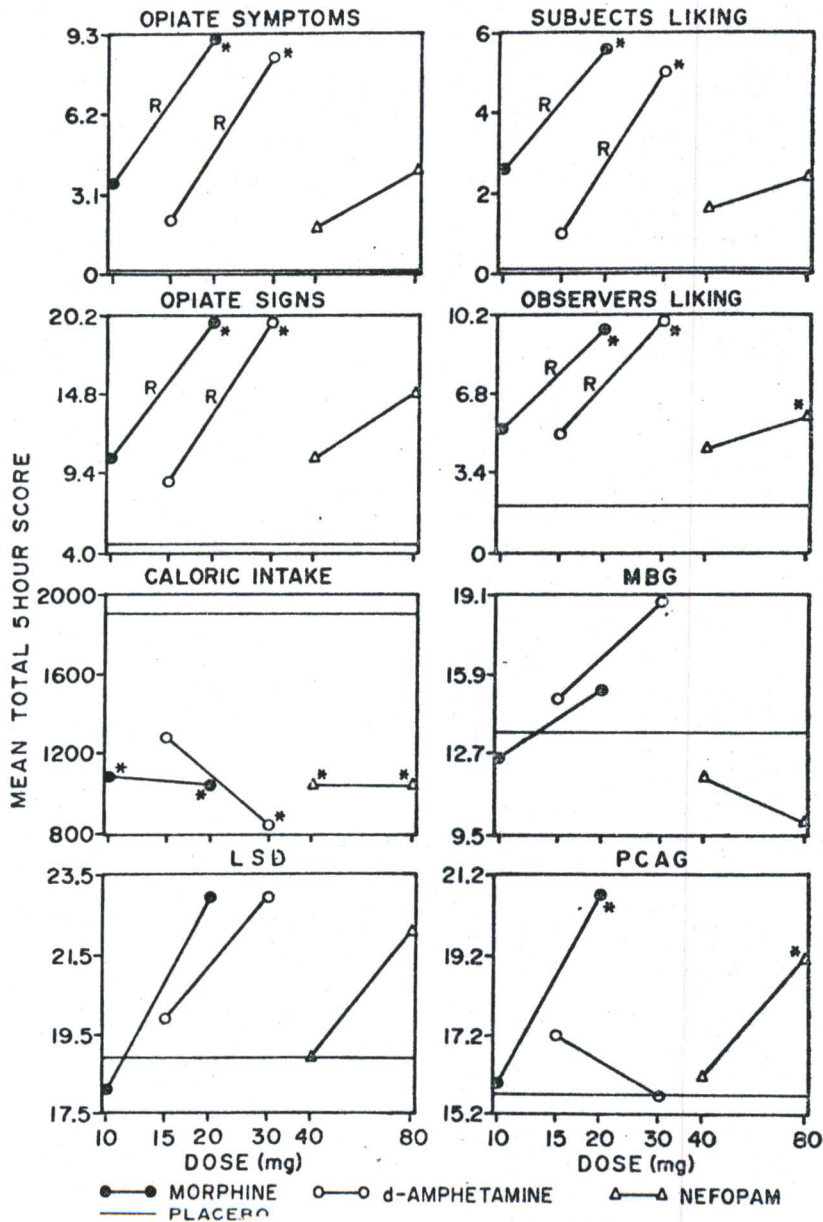 OPIATE SYMPTOMS
9.3
6.2
3.1
0
R
*
R
*
SUBJECTS LIKING
6
4
2
0
R
*
R
*
OPIATE SIGNS
20.2
14.8
9.4
4.0
R
*
R
*
OBSERVERS LIKING
10.2
6.8
3.4
0
R
*
R
*
*
MEAN TOTAL 5 HOUR SCORE
CALORIC INTAKE
2000
1600
1200
800
*
*
*
*
*
MBG
19.1
15.9
12.7
9.5
LSD
23.5
21.5
19.5
17.5
10 15 20 30 40 80
DOSE (mg)
PCAG
21.2
19.2
17.2
15.2
*
*
10 15 20 30 40 80
DOSE (mg)
MORPHINE d-AMPHETAMINE NEFOPAM
PLACEBO